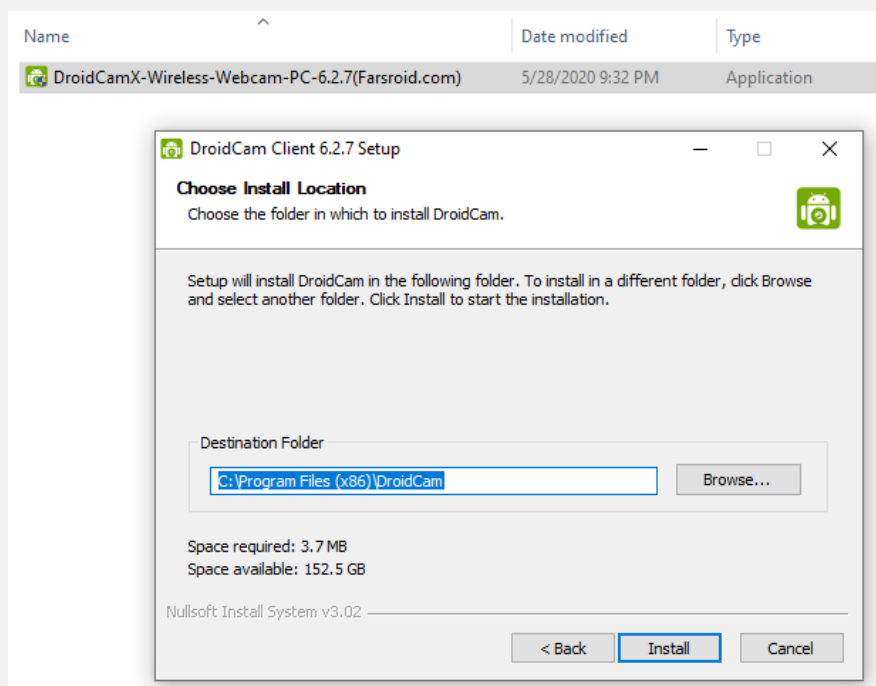 Name Date modified Type
DroidCamX-Wireless-Webcam-PC-6.2.7(Farsroid.com) 5/28/2020 9:32 PM Application
DroidCam Client 6.2.7 Setup
Choose Install Location
Choose the folder in which to install DroidCam.
Setup will install DroidCam in the following folder. To install in a different folder, click Browse
and select another folder. Click Install to start the installation.
Destination Folder
C:\Program Files (x86)\DroidCam Browse...
Space required: 3.7 MB
Space available: 152.5 GB
Nullsoft Install System v3.02
< Back Install Cancel